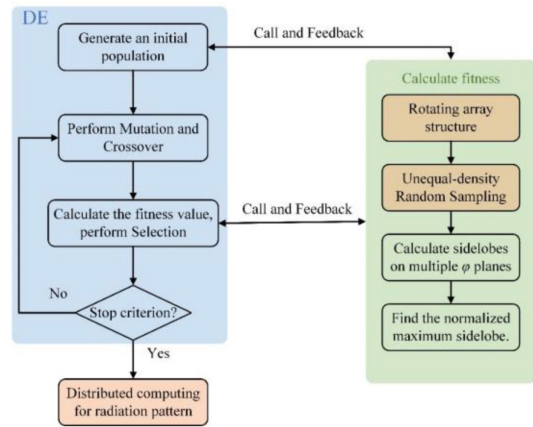 DE
Generate an initial
population
Call and Feedback
Calculate fitness
Rotating array
structure
Perform Mutation and
Crossover
Unequal-density
Random Sampling
Calculate the fitness value,
perform Selection
Call and Feedback
Calculate sidelobes
on multiple φ planes
No
Stop criterion?
Find the normalized
maximum sidelobe.
Yes
Distributed computing
for radiation pattern